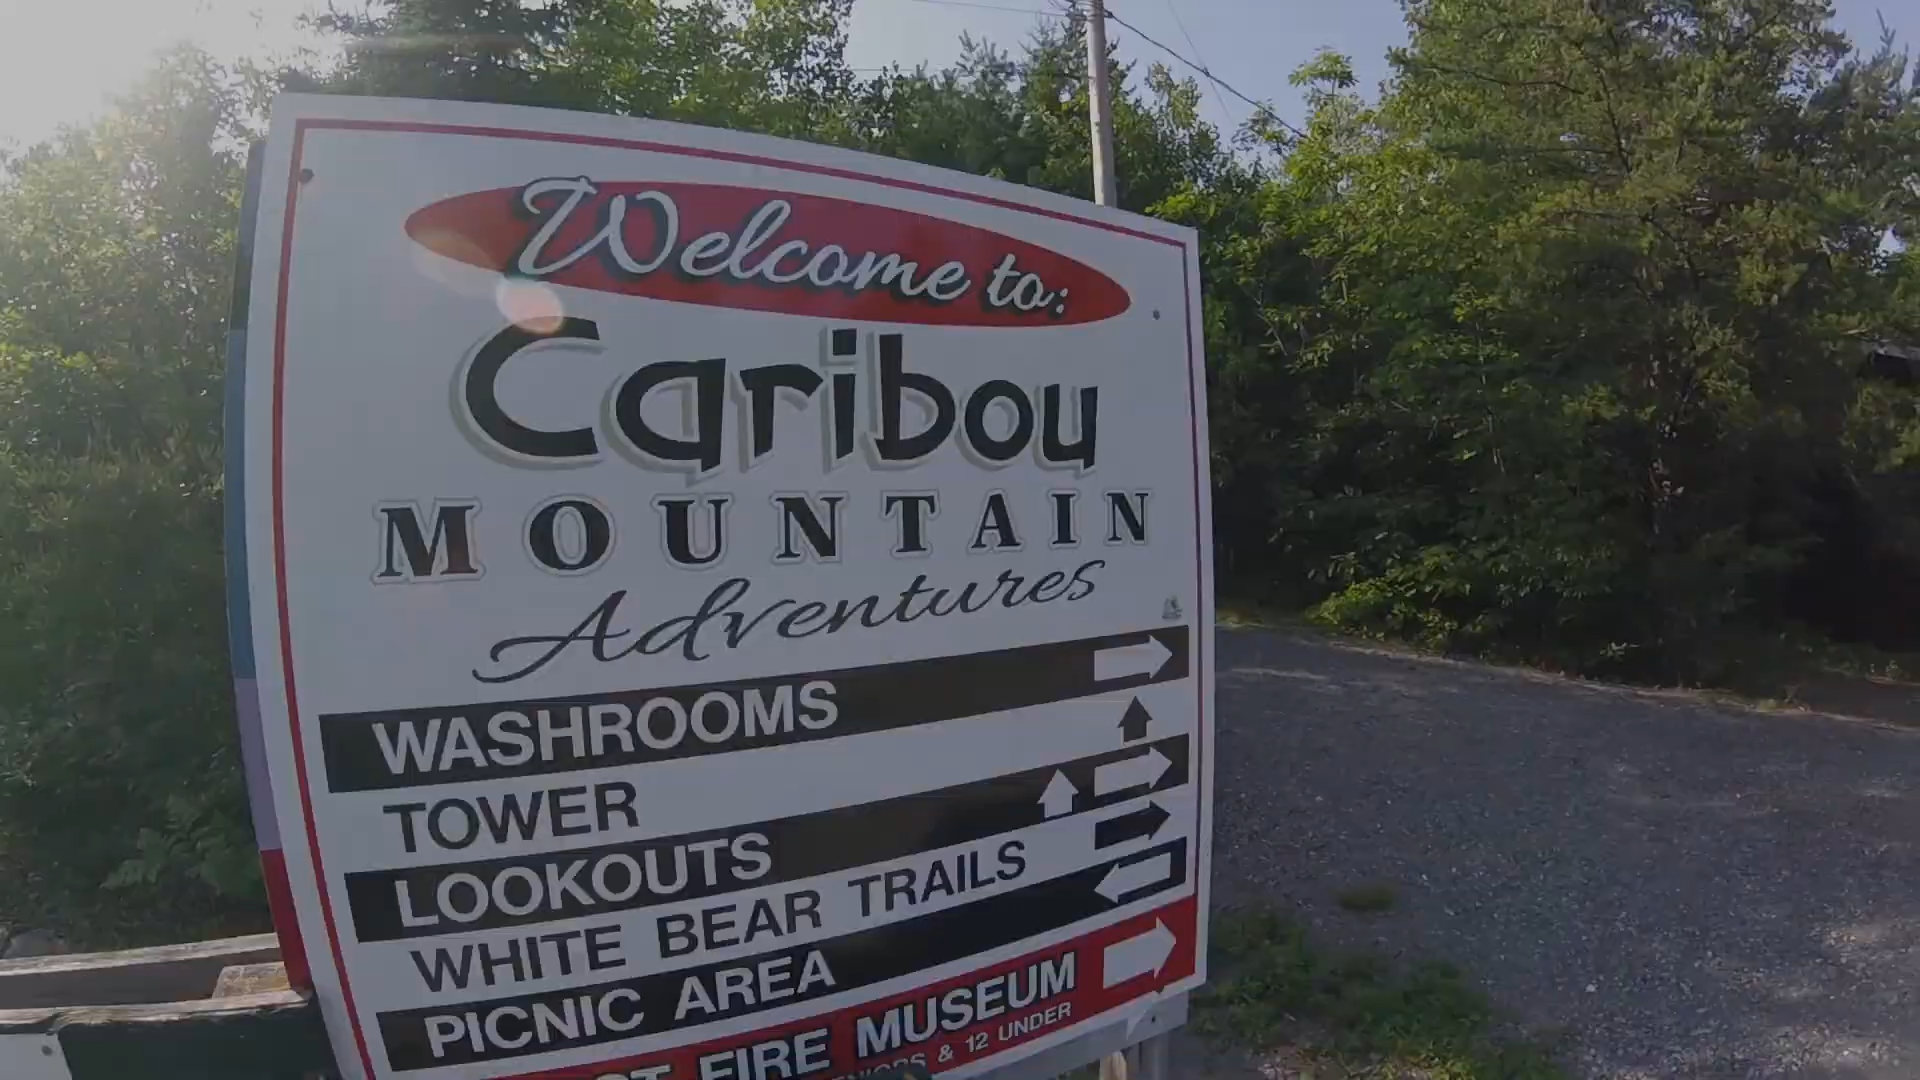 Welcome to:
Caribou
MOUNTAIN
Adventures
WASHROOMS
TOWER
LOOKOUTS
WHITE BEAR TRAILS
PICNIC AREA
FIRE MUSEUM
& 12 UNDER